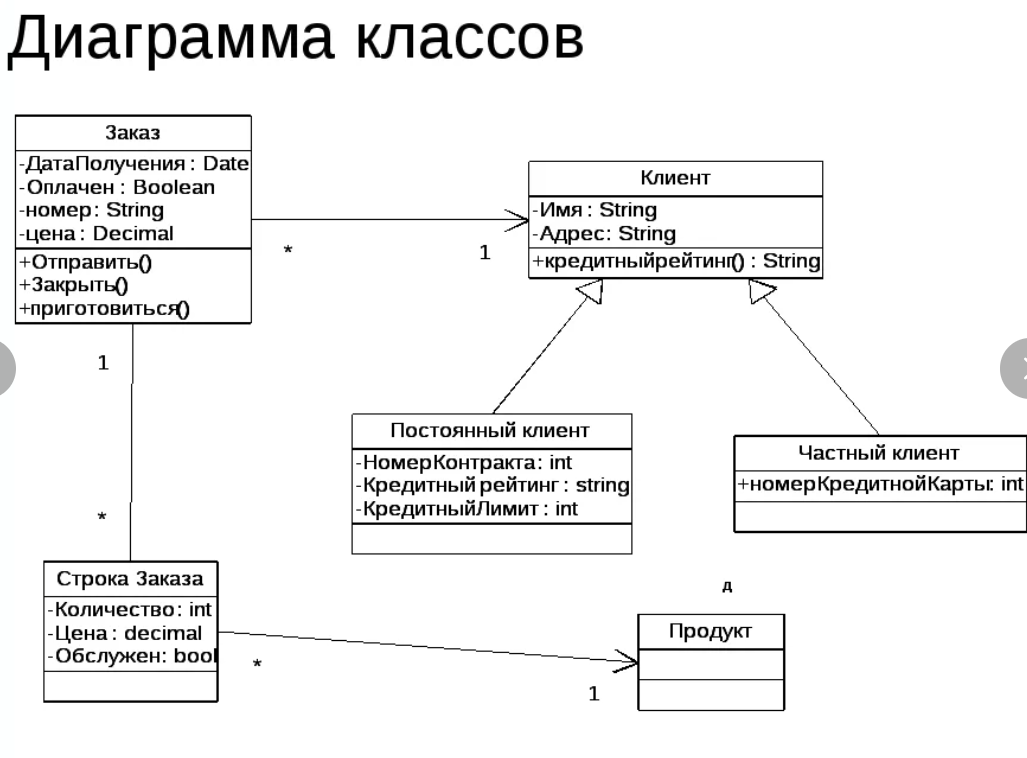 Диаграмма классов
Заказ
-ДатаПолучения : Date
-Оплачен : Boolean
-номер : String
-цена : Decimal
+Отправить()
+Закрыть()
+приготовиться()
Клиент
-Имя : String
-Адрес: String
+кредитныйрейтинг() : String
*
1
1
*
Постоянный клиент
-НомерКонтракта: int
-Кредитный рейтинг : string
-КредитныйЛимит : int
Частный клиент
+номерКредитнойКарты: int
Строка Заказа
-Количество: int
-Цена : decimal
-Обслужен: bool
*
1
д
Продукт